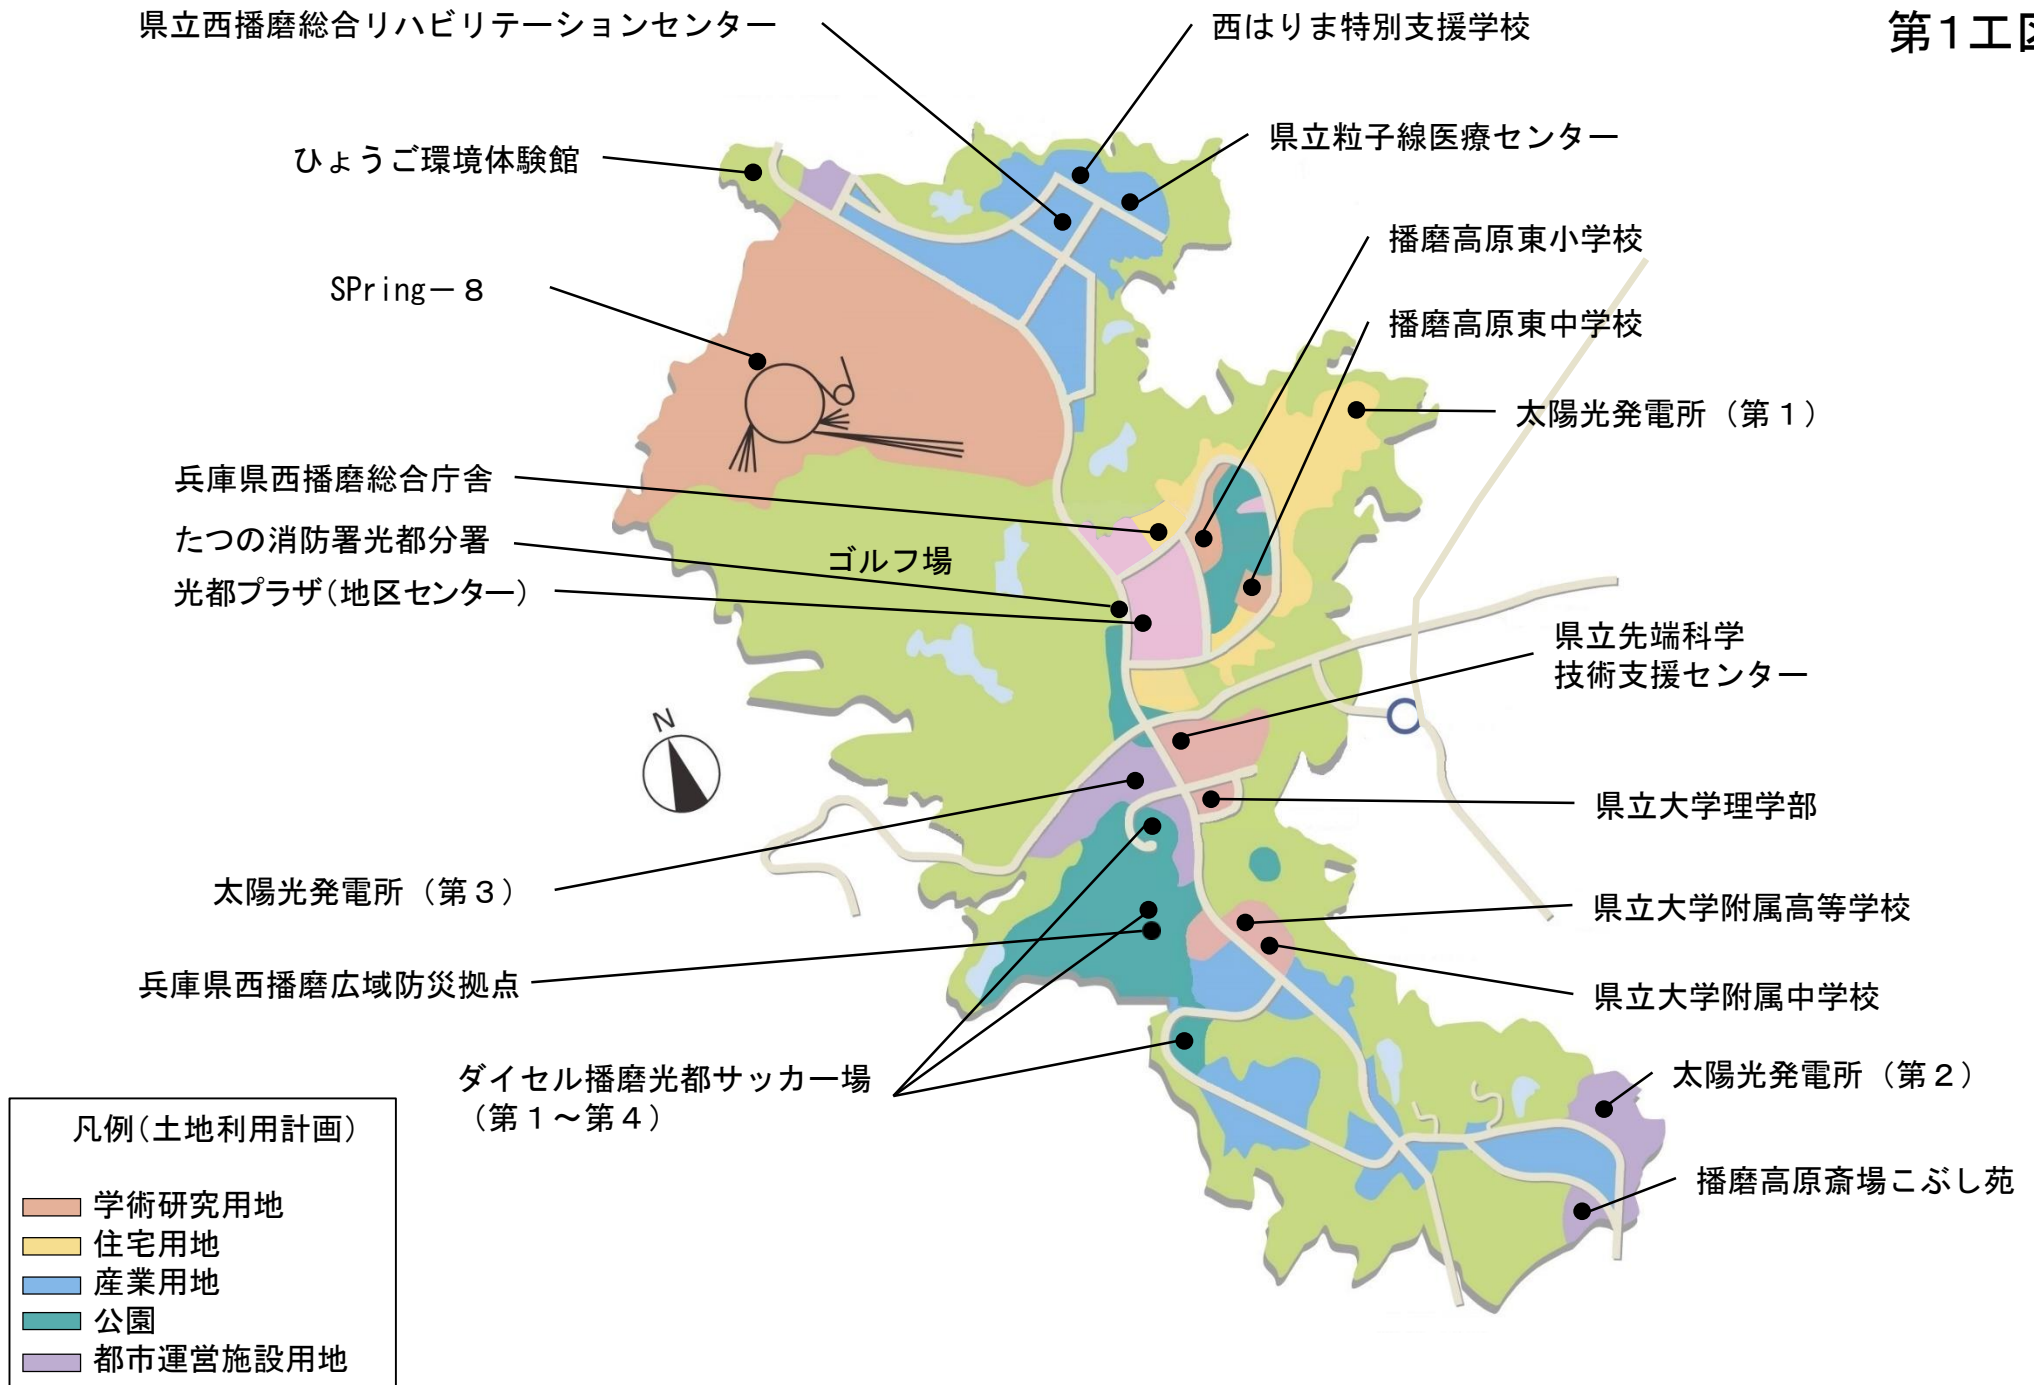 県立西播磨総合リハビリテーションセンター
西はりま特別支援学校
第1工
ひょうご環境体験館
県立粒子線医療センター
播磨高原東小学校
SPring－８
播磨高原東中学校
太陽光発電所（第１）
兵庫県西播磨総合庁舎
たつの消防署光都分署
ゴルフ場
光都プラザ(地区センター)
県立先端科学
技術支援センター
N
県立大学理学部
太陽光発電所（第３）
県立大学附属高等学校
兵庫県西播磨広域防災拠点
県立大学附属中学校
ダイセル播磨光都サッカー場
（第１～第４）
太陽光発電所（第２）
播磨高原斎場こぶし苑
凡例(土地利用計画)
学術研究用地
住宅用地
産業用地
公園
都市運営施設用地